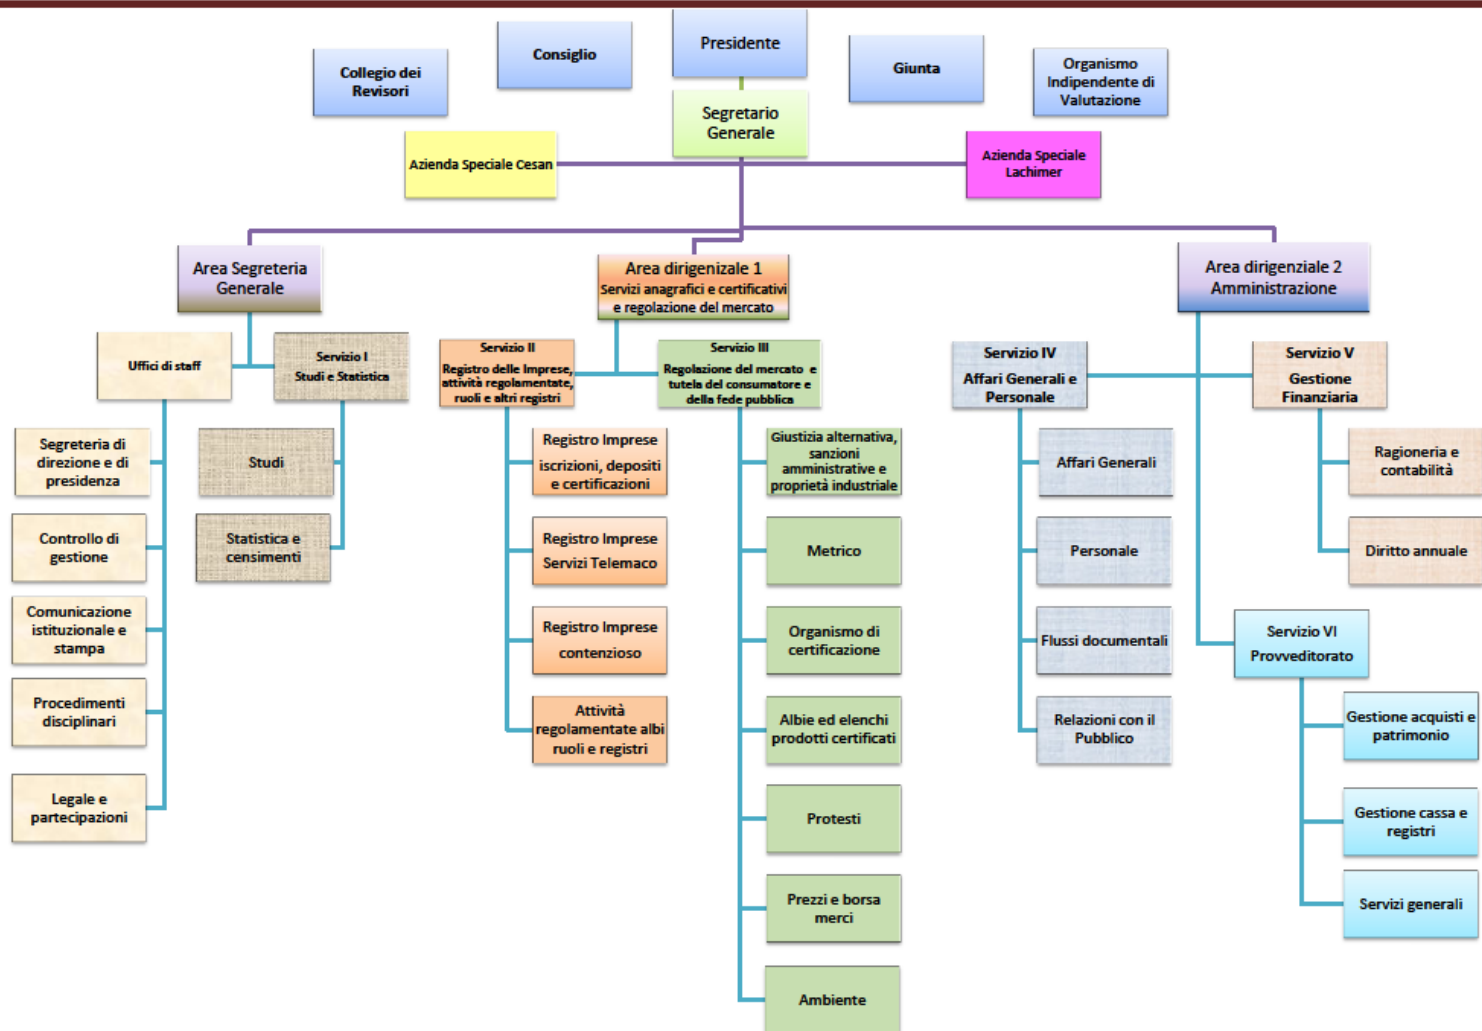 Presidente
Consiglio
Giunta
Collegio dei
Revisori
Organismo
Indipendente di
Valutazione
Segretario
Generale
Azienda Speciale Cesan
Azienda Speciale
Lachimer
Area Segreteria
Generale
Area dirigenizale 1
Servizi anagrafici e certificativi
e regolazione del mercato
Area dirigenziale 2
Amministrazione
Uffici di staff
Servizio I
Studi e Statistica
Servizio II
Registro delle Imprese,
attività regolamentate,
ruoli e altri registri
Servizio III
Regolazione del mercato e
tutela del consumatore e
della fede pubblica
Servizio IV
Affari Generali e
Personale
Servizio V
Gestione
Finanziaria
Segreteria di
direzione e di
presidenza
Controllo di
gestione
Comunicazione
istituzionale e
stampa
Procedimenti
disciplinari
Legale e
partecipazioni
Studi
Statistica e
censimenti
Registro Imprese
iscrizioni, depositi
e certificazioni
Registro Imprese
Servizi Telemaco
Registro Imprese
contenzioso
Attività
regolamentate albi
ruoli e registri
Giustizia alternativa,
sanzioni
amministrative e
proprietà industriale
Metrico
Organismo di
certificazione
Albie ed elenchi
prodotti certificati
Protesti
Prezzi e borsa
merci
Ambiente
Affari Generali
Personale
Flussi documentali
Relazioni con il
Pubblico
Ragioneria e
contabilità
Diritto annuale
Servizio VI
Provveditorato
Gestione acquisti e
patrimonio
Gestione cassa e
registri
Servizi generali